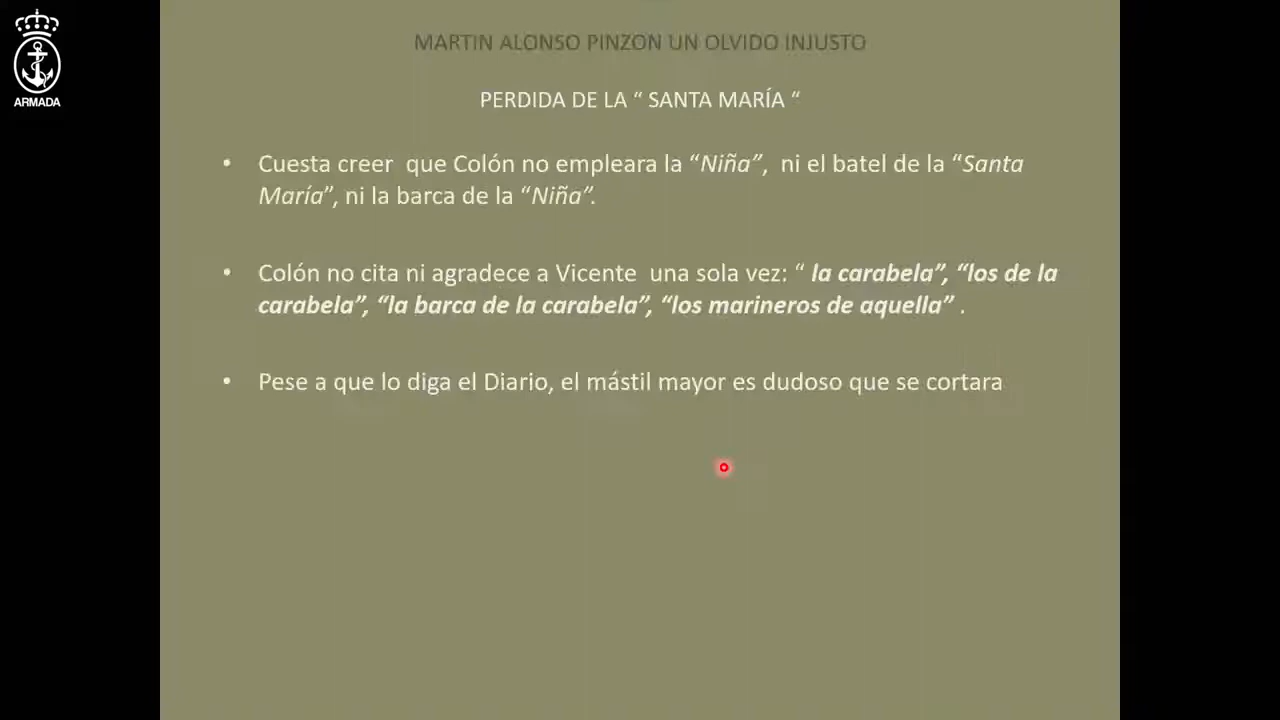 ARMADA
MARTIN ALONSO PINZON UN OLVIDO INJUSTO
PERDIDA DE LA “ SANTA MARÍA “
• Cuesta creer que Colón no empleara la “Niña”, ni el batel de la “Santa
María”, ni la barca de la “Niña”.
• Colón no cita ni agradece a Vicente una sola vez: “ la carabela”, “los de la
carabela”, “la barca de la carabela”, “los marineros de aquella” .
• Pese a que lo diga el Diario, el mástil mayor es dudoso que se cortara